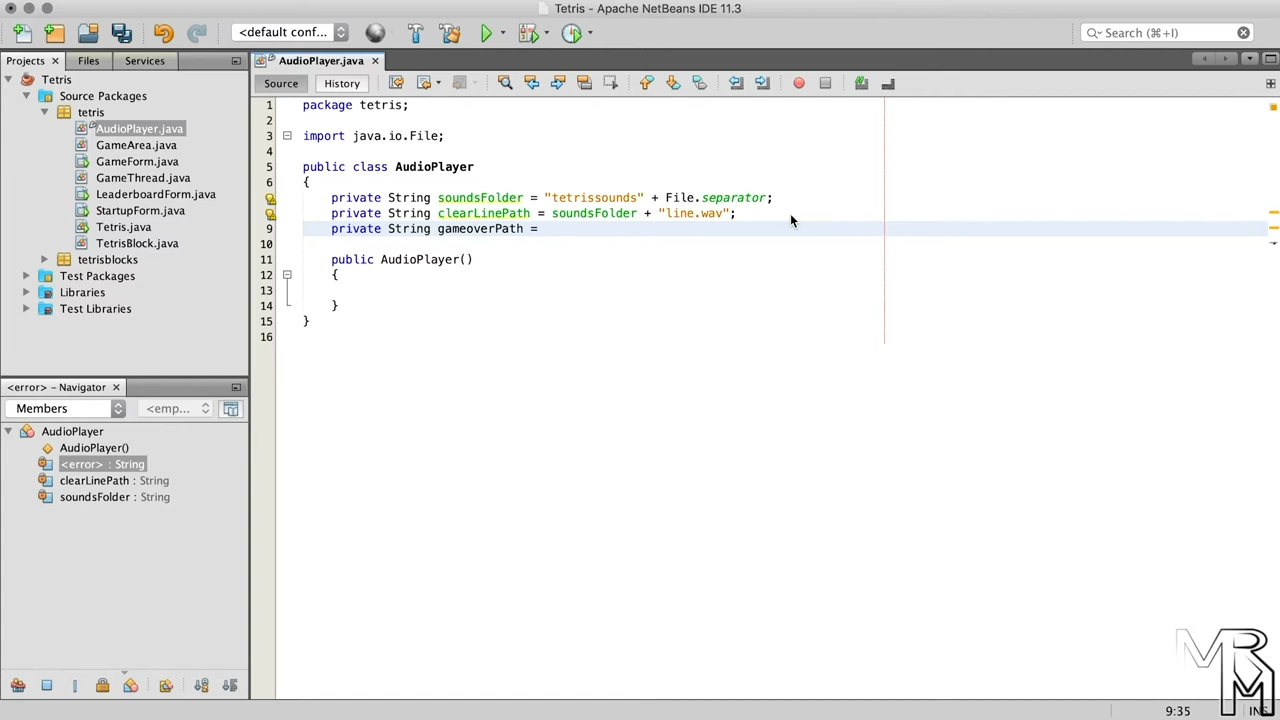 Tetris - Apache NetBeans IDE 11.3
<default conf...
Search (⌘+I)
Projects
Files
Services
AudioPlayer.java
Source
History
Tetris
Source Packages
tetris
AudioPlayer.java
GameArea.java
GameForm.java
GameThread.java
LeaderboardForm.java
StartupForm.java
Tetris.java
TetrisBlock.java
tetrisblocks
Test Packages
Libraries
Test Libraries
1 package tetris;
2
3 import java.io.File;
4
5 public class AudioPlayer
6 {
private String soundsFolder = "tetrissounds" + File.separator;
private String clearLinePath = soundsFolder + "line.wav";
9 private String gameoverPath =
10
11 public AudioPlayer()
12 {
13
14 }
15 }
16
<error> - Navigator
Members
<emp...
AudioPlayer
AudioPlayer()
<error> : String
clearLinePath : String
soundsFolder : String
9:35
INS
MRM